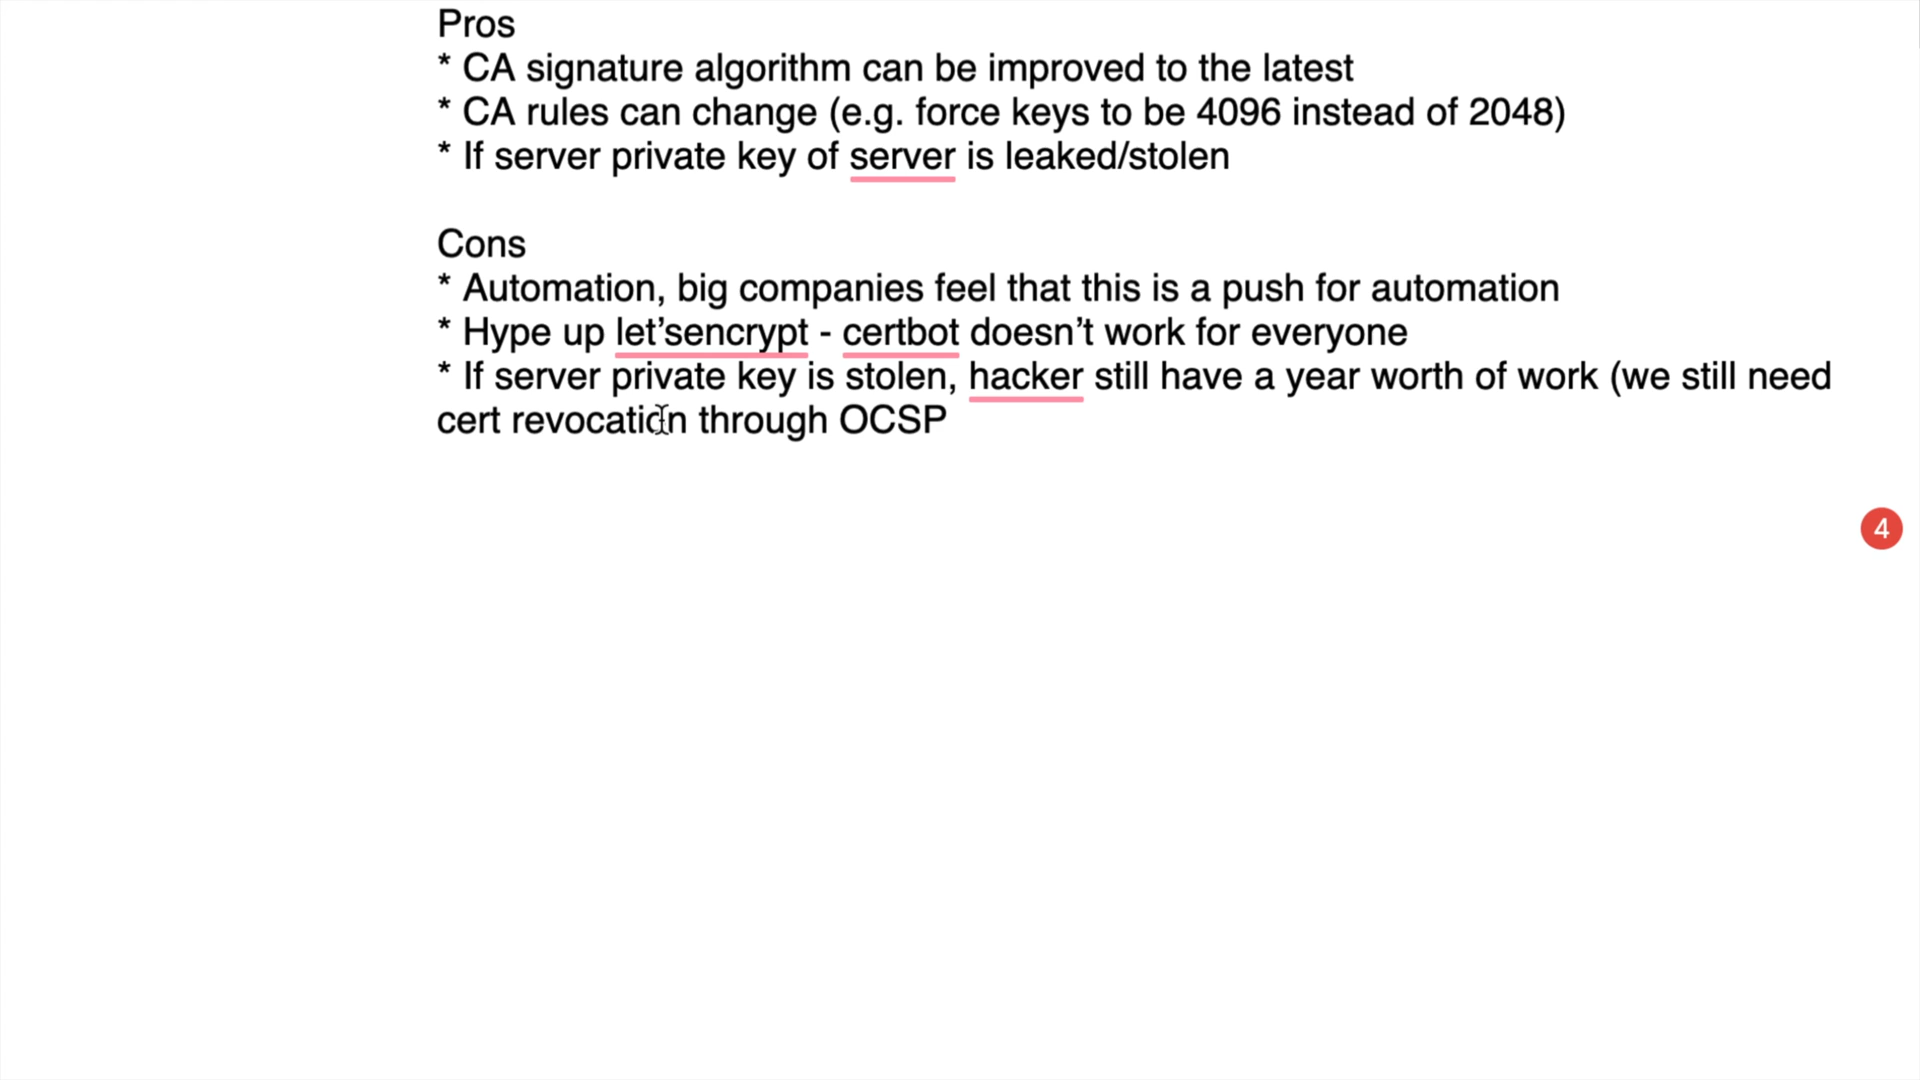 Pros
* CA signature algorithm can be improved to the latest
* CA rules can change (e.g. force keys to be 4096 instead of 2048)
* If server private key of server is leaked/stolen
Cons
* Automation, big companies feel that this is a push for automation
* Hype up let’sencrypt - certbot doesn’t work for everyone
* If server private key is stolen, hacker still have a year worth of work (we still need
cert revocation through OCSP
4